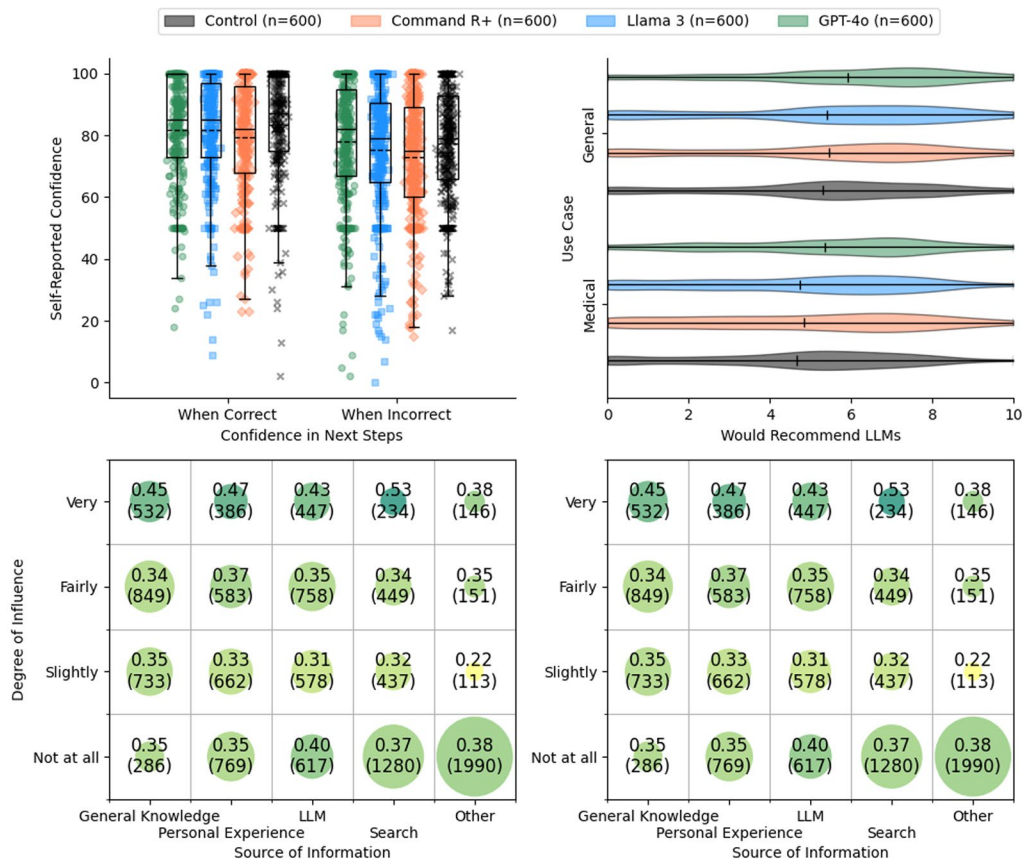 Control (n=600) Command R+ (n=600) Llama 3 (n=600) GPT-4o (n=600)
Self-Reported Confidence
100
80
60
40
20
0
When Correct When Incorrect
Confidence in Next Steps
Use Case
General
Medical
0 2 4 6 8 10
Would Recommend LLMs
Degree of Influence
Very 0.45 0.47 0.43 0.53 0.38
(532) (386) (447) (234) (146)
Fairly 0.34 0.37 0.35 0.34 0.35
(849) (583) (758) (449) (151)
Slightly 0.35 0.33 0.31 0.32 0.22
(733) (662) (578) (437) (113)
Not at all 0.35 0.35 0.40 0.37 0.38
(286) (769) (617) (1280) (1990)
General Knowledge LLM Other
Personal Experience Search
Source of Information
Very 0.45 0.47 0.43 0.53 0.38
(532) (386) (447) (234) (146)
Fairly 0.34 0.37 0.35 0.34 0.35
(849) (583) (758) (449) (151)
Slightly 0.35 0.33 0.31 0.32 0.22
(733) (662) (578) (437) (113)
Not at all 0.35 0.35 0.40 0.37 0.38
(286) (769) (617) (1280) (1990)
General Knowledge LLM Other
Personal Experience Search
Source of Information